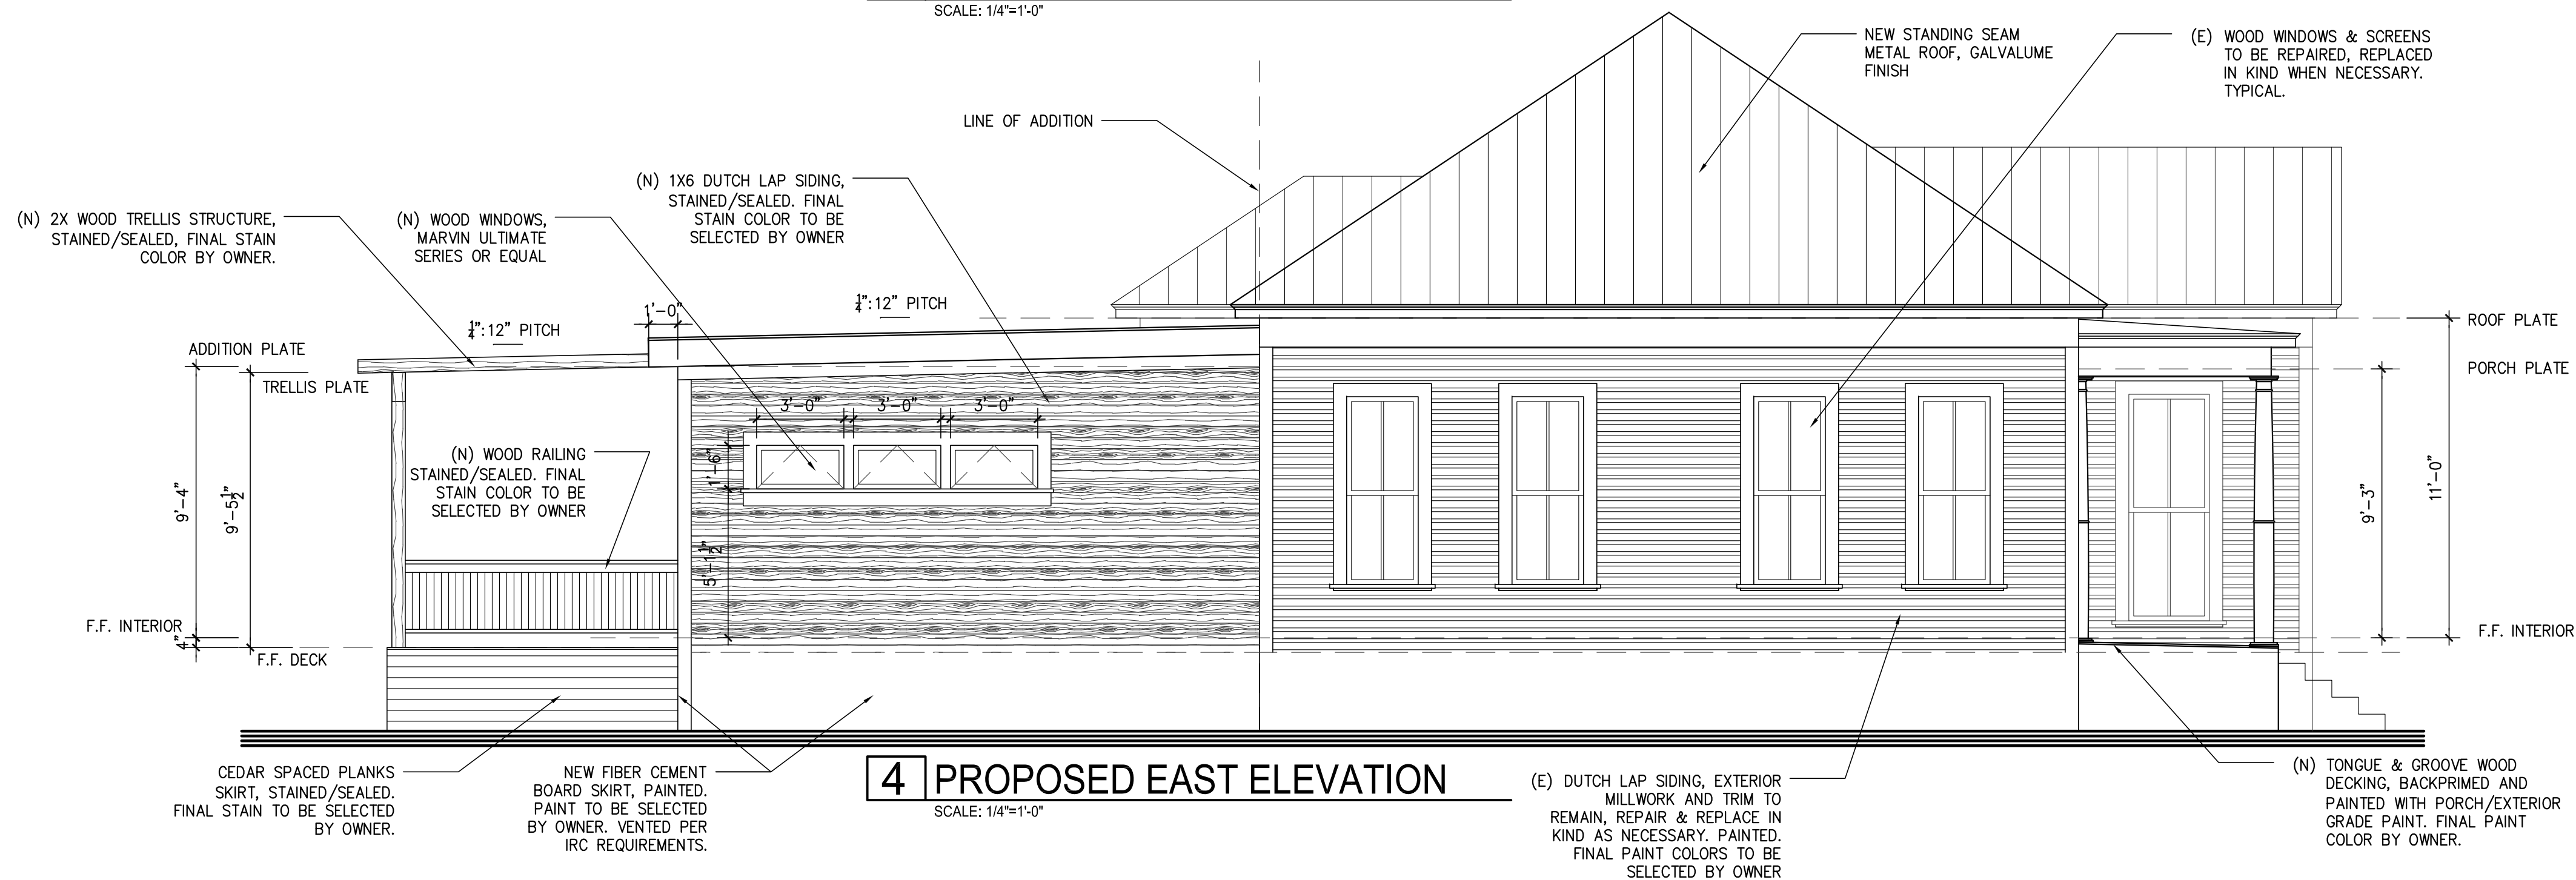 SCALE: 1/4"=1'-0"
NEW STANDING SEAM
METAL ROOF, GALVALUME
FINISH
(E) WOOD WINDOWS & SCREENS
TO BE REPAIRED, REPLACED
IN KIND WHEN NECESSARY.
TYPICAL.
LINE OF ADDITION
(N) 1X6 DUTCH LAP SIDING,
STAINED/SEALED. FINAL
STAIN COLOR TO BE
SELECTED BY OWNER
(N) 2X WOOD TRELLIS STRUCTURE,
STAINED/SEALED, FINAL STAIN
COLOR BY OWNER.
(N) WOOD WINDOWS,
MARVIN ULTIMATE
SERIES OR EQUAL
1'-0"
1/4":12" PITCH
1/4":12" PITCH
ROOF PLATE
ADDITION PLATE
TRELLIS PLATE
PORCH PLATE
3'-0"
3'-0"
3'-0"
(N) WOOD RAILING
STAINED/SEALED. FINAL
STAIN COLOR TO BE
SELECTED BY OWNER
1'-6"
5'-1 1/2"
9'-4"
9'-5 1/2"
9'-3"
11'-0"
F.F. INTERIOR
4"
F.F. DECK
F.F. INTERIOR
CEDAR SPACED PLANKS
SKIRT, STAINED/SEALED.
FINAL STAIN TO BE SELECTED
BY OWNER.
NEW FIBER CEMENT
BOARD SKIRT, PAINTED.
PAINT TO BE SELECTED
BY OWNER. VENTED PER
IRC REQUIREMENTS.
4 PROPOSED EAST ELEVATION
SCALE: 1/4"=1'-0"
(E) DUTCH LAP SIDING, EXTERIOR
MILLWORK AND TRIM TO
REMAIN, REPAIR & REPLACE IN
KIND AS NECESSARY. PAINTED.
FINAL PAINT COLORS TO BE
SELECTED BY OWNER
(N) TONGUE & GROOVE WOOD
DECKING, BACKPRIMED AND
PAINTED WITH PORCH/EXTERIOR
GRADE PAINT. FINAL PAINT
COLOR BY OWNER.